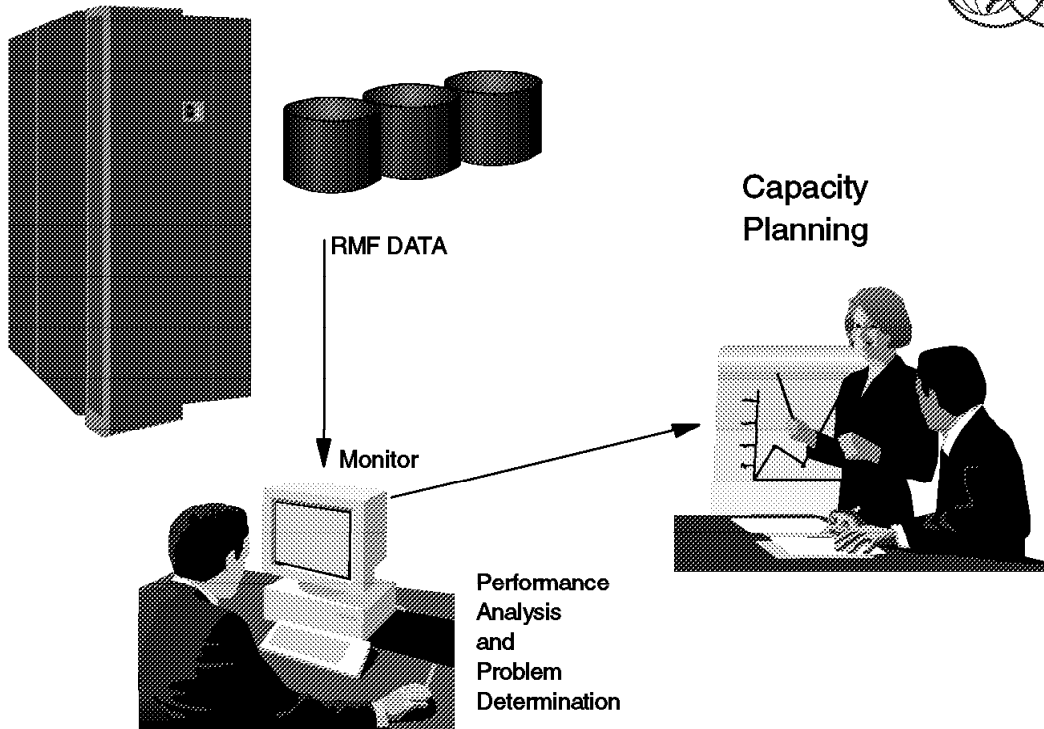 Capacity
Planning
RMF DATA
Monitor
Performance
Analysis
and
Problem
Determination